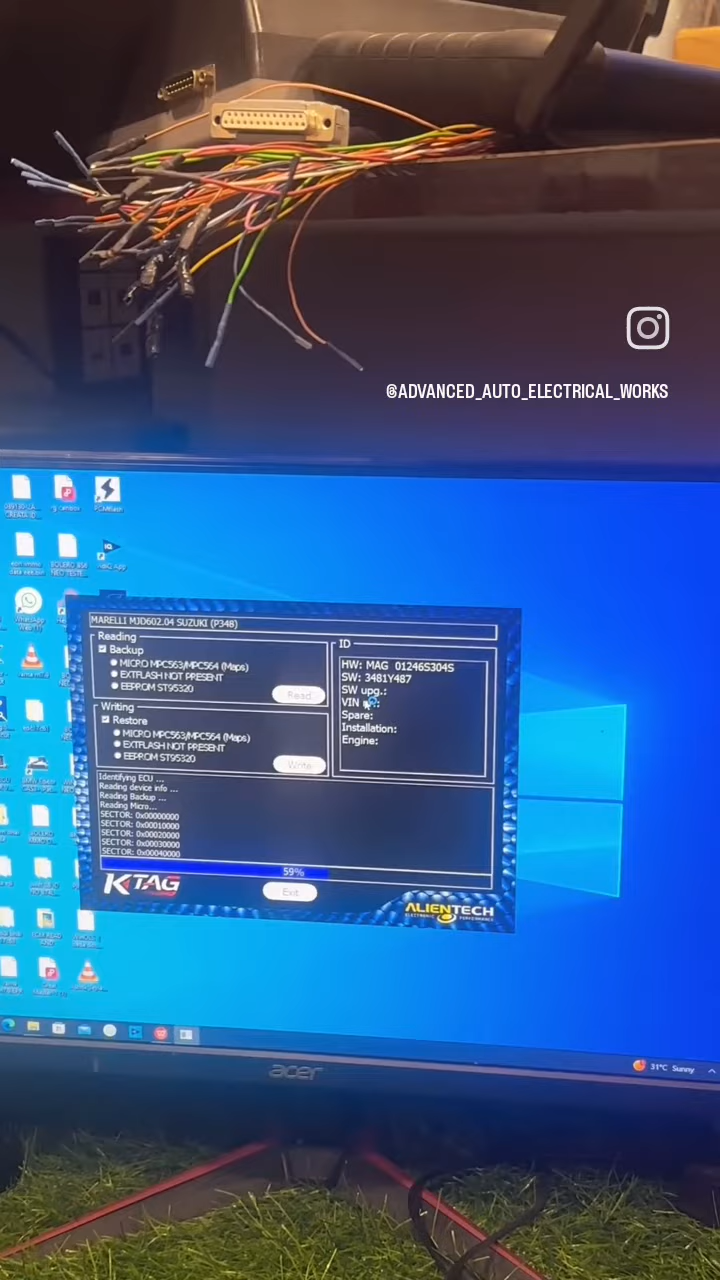 @ADVANCED_AUTO_ELECTRICAL_WORKS
MARELLI MJD602.04 SUZUKI (P348)
Reading
Backup
MICRO MPC563/MPC564 (Maps)
EXTFLASH NOT PRESENT
EEPROM ST95320
Read
Writing
Restore
MICRO MPC563/MPC564 (Maps)
EXTFLASH NOT PRESENT
EEPROM ST95320
Write
ID
HW: MAG 01246S304S
SW: 3481Y487
SW upg.:
VIN
Spare:
Installation:
Engine:
Identifying ECU ...
Reading device info ...
Reading Backup ...
Reading Micro...
SECTOR: 0x00000000
SECTOR: 0x00010000
SECTOR: 0x00020000
SECTOR: 0x00030000
SECTOR: 0x00040000
59%
KTAG
Exit
ALIENTECH
31°C Sunny
acer